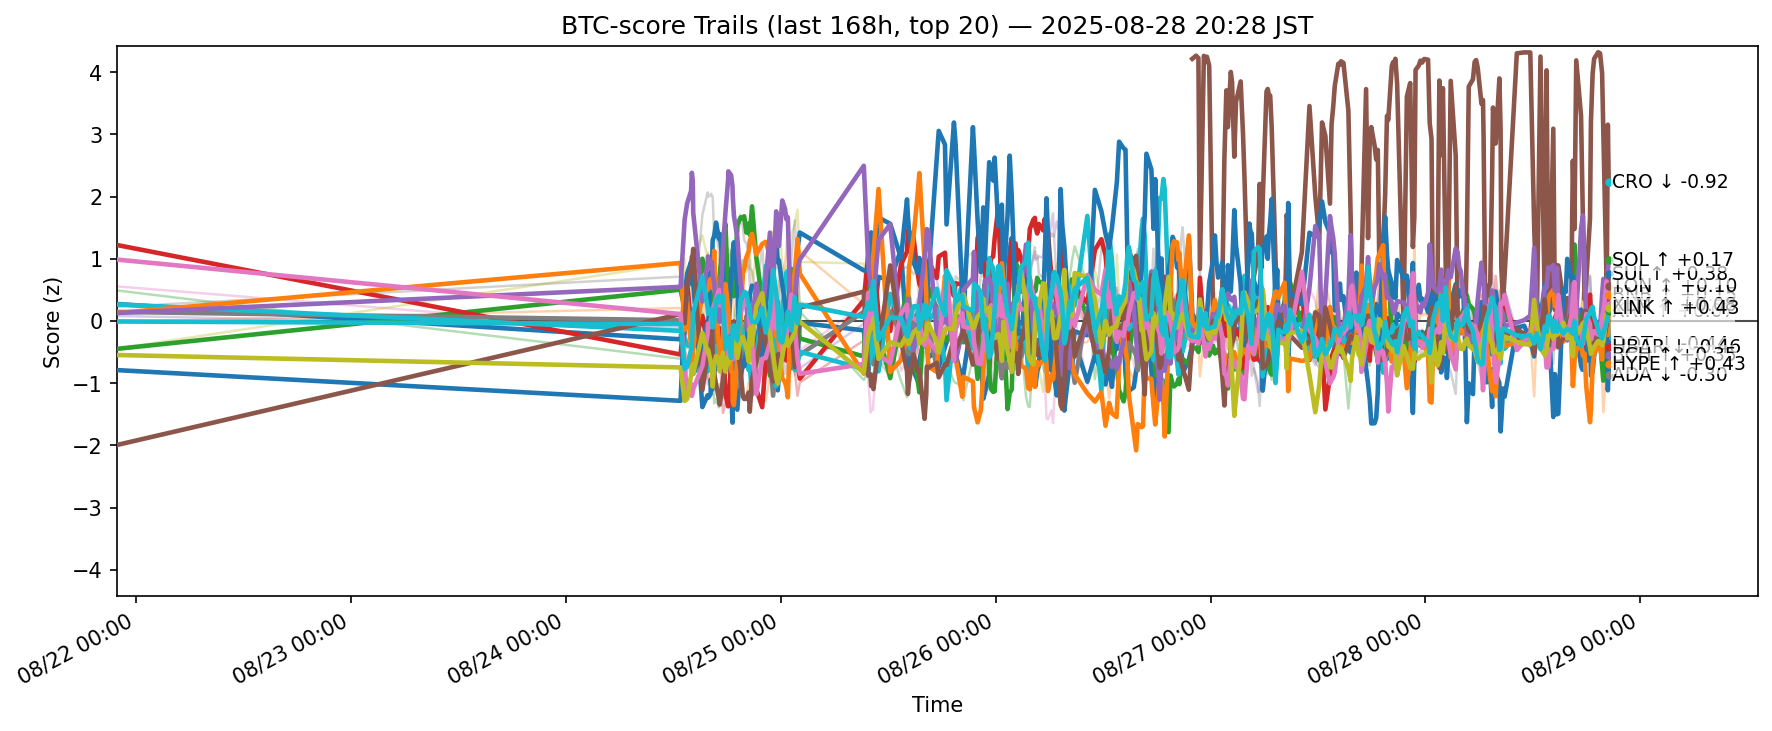 BTC-score Trails (last 168h, top 20) — 2025-08-28 20:28 JST
Score (z)
4
3
2
1
0
−1
−2
−3
−4
CRO ↓ -0.92
SOL ↑ +0.17
SUI ↑ +0.38
TON ↑ +0.10
LINK ↑ +0.43
HYPE ↑ +0.43
ADA ↓ -0.30
08/22 00:00
08/23 00:00
08/24 00:00
08/25 00:00
08/26 00:00
08/27 00:00
08/28 00:00
08/29 00:00
Time